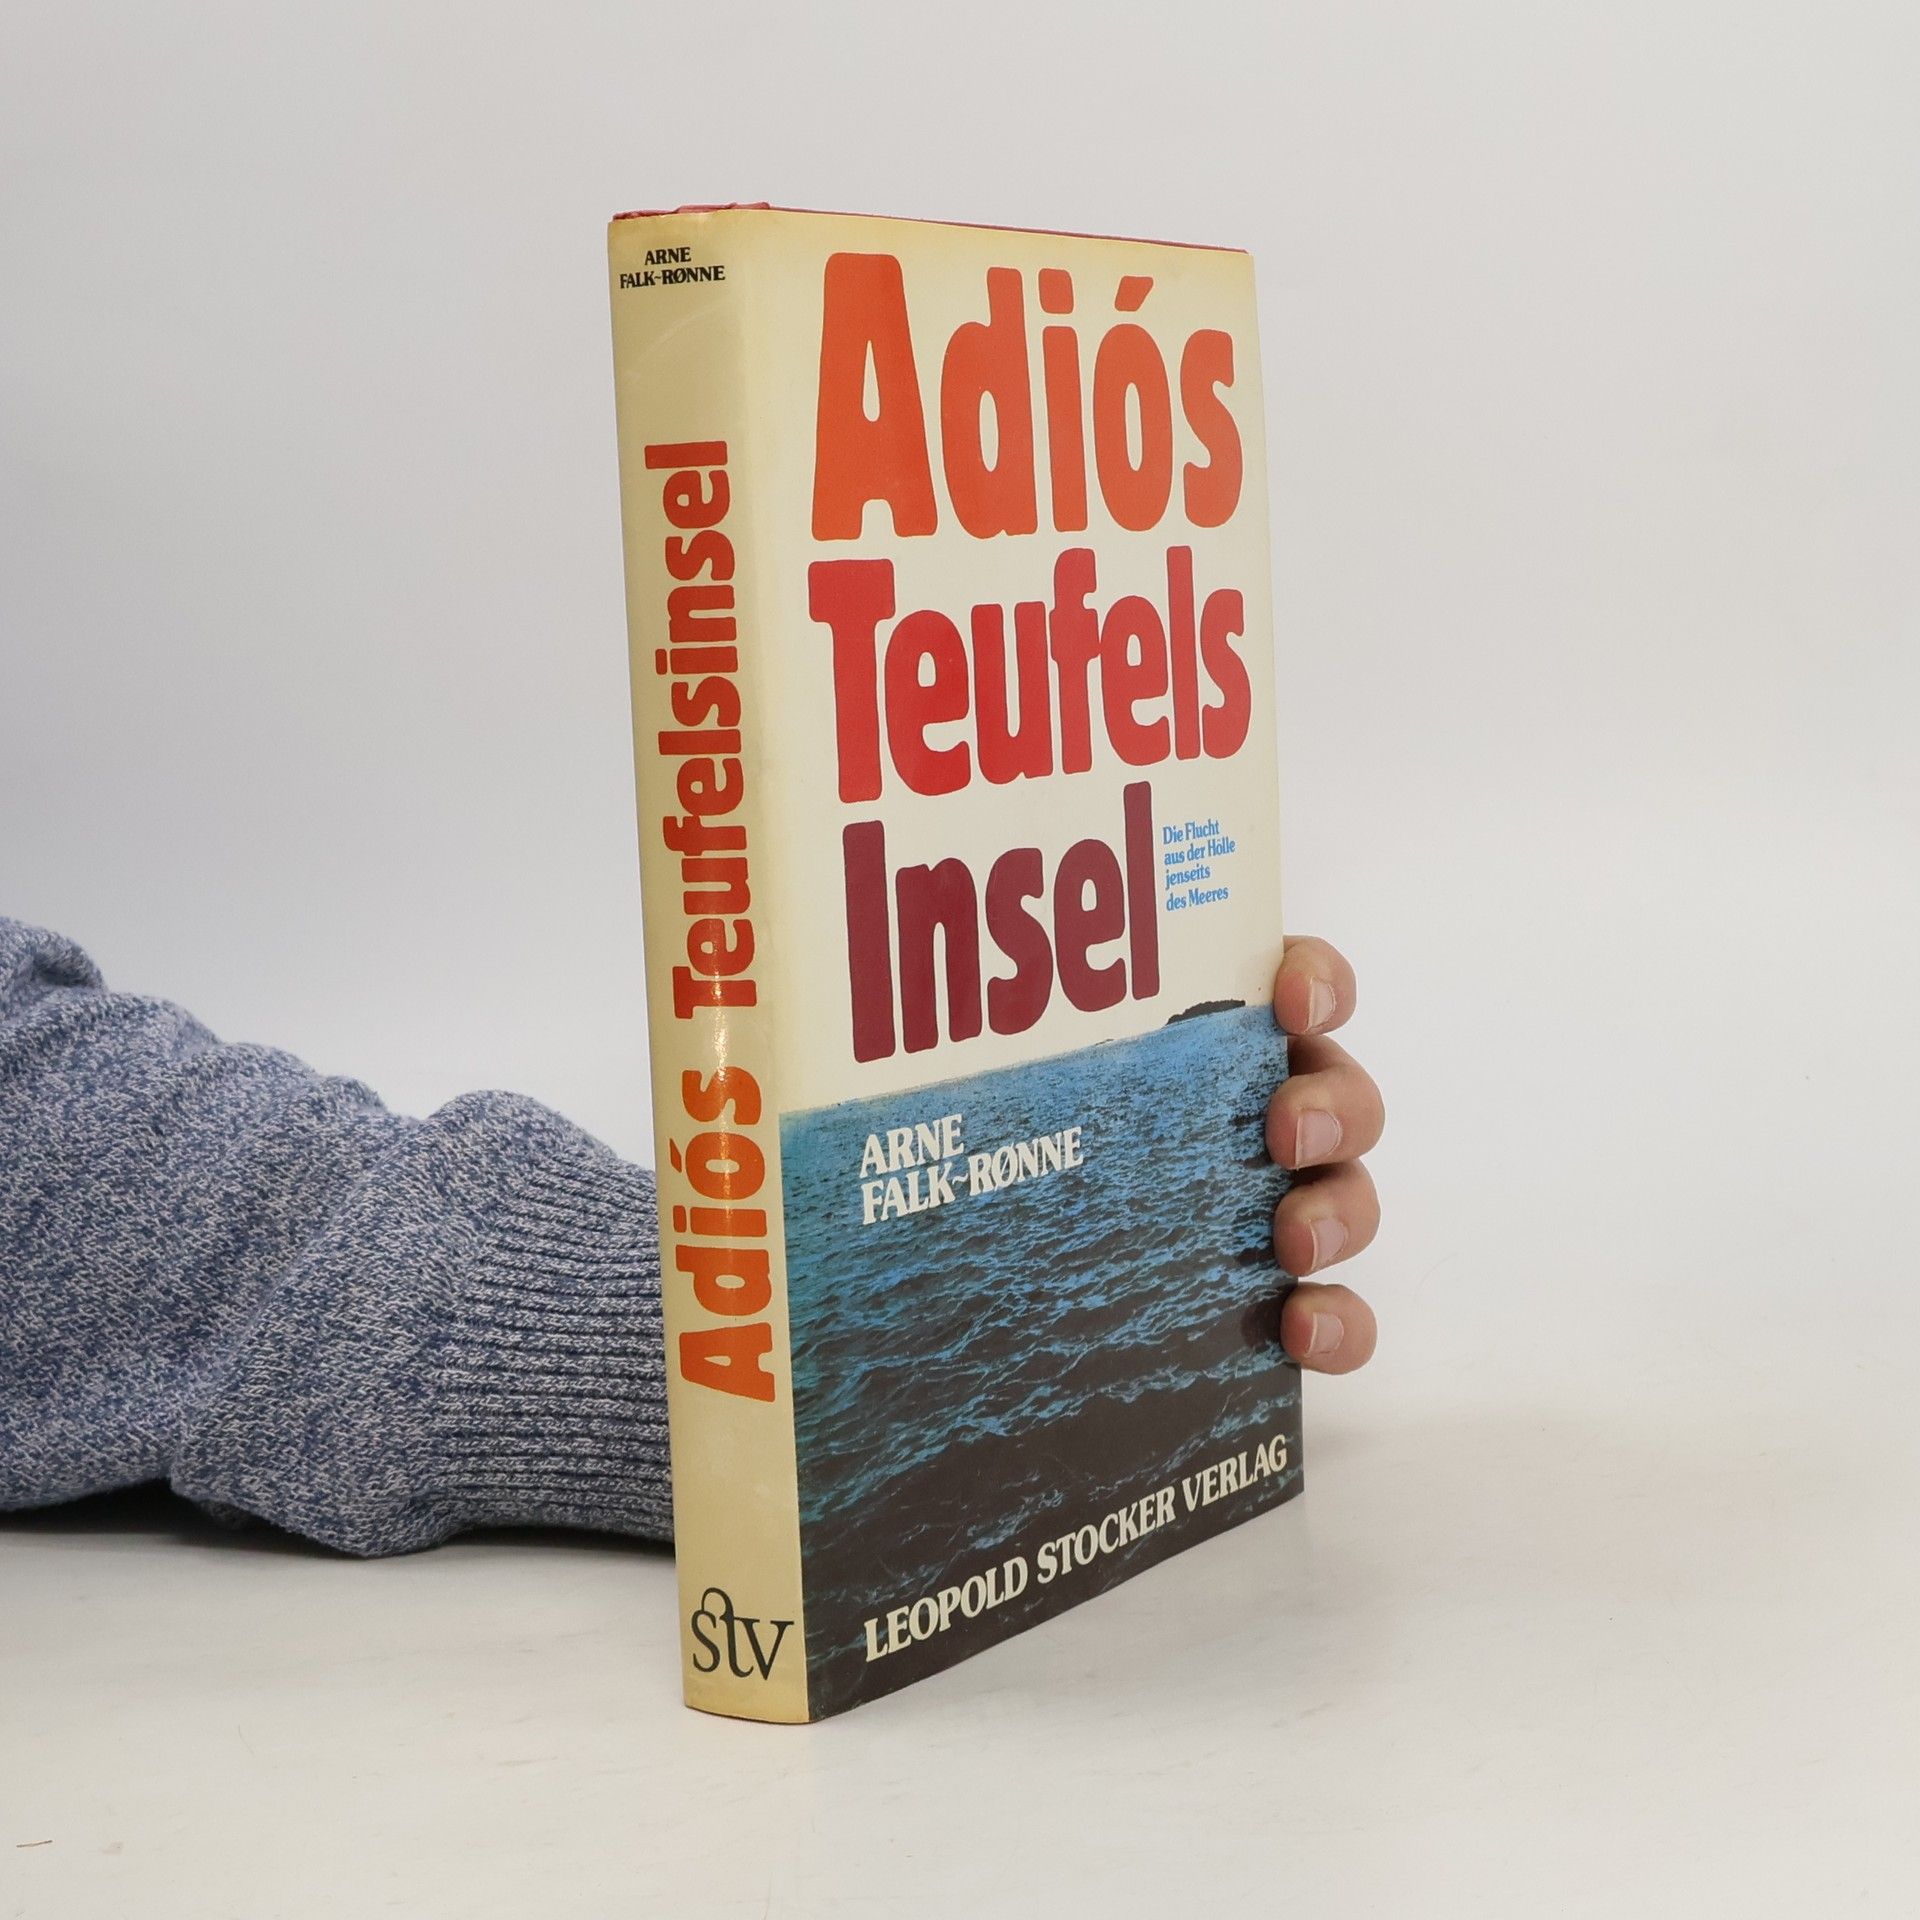 ARNE
FALK~RØNNE
Adiós Teufelsinsel
stv
Adiós
Teufels
Insel
Die Flucht
aus der Hölle
jenseits
des Meeres
ARNE
FALK~RØNNE
LEOPOLD STOCKER VERLAG